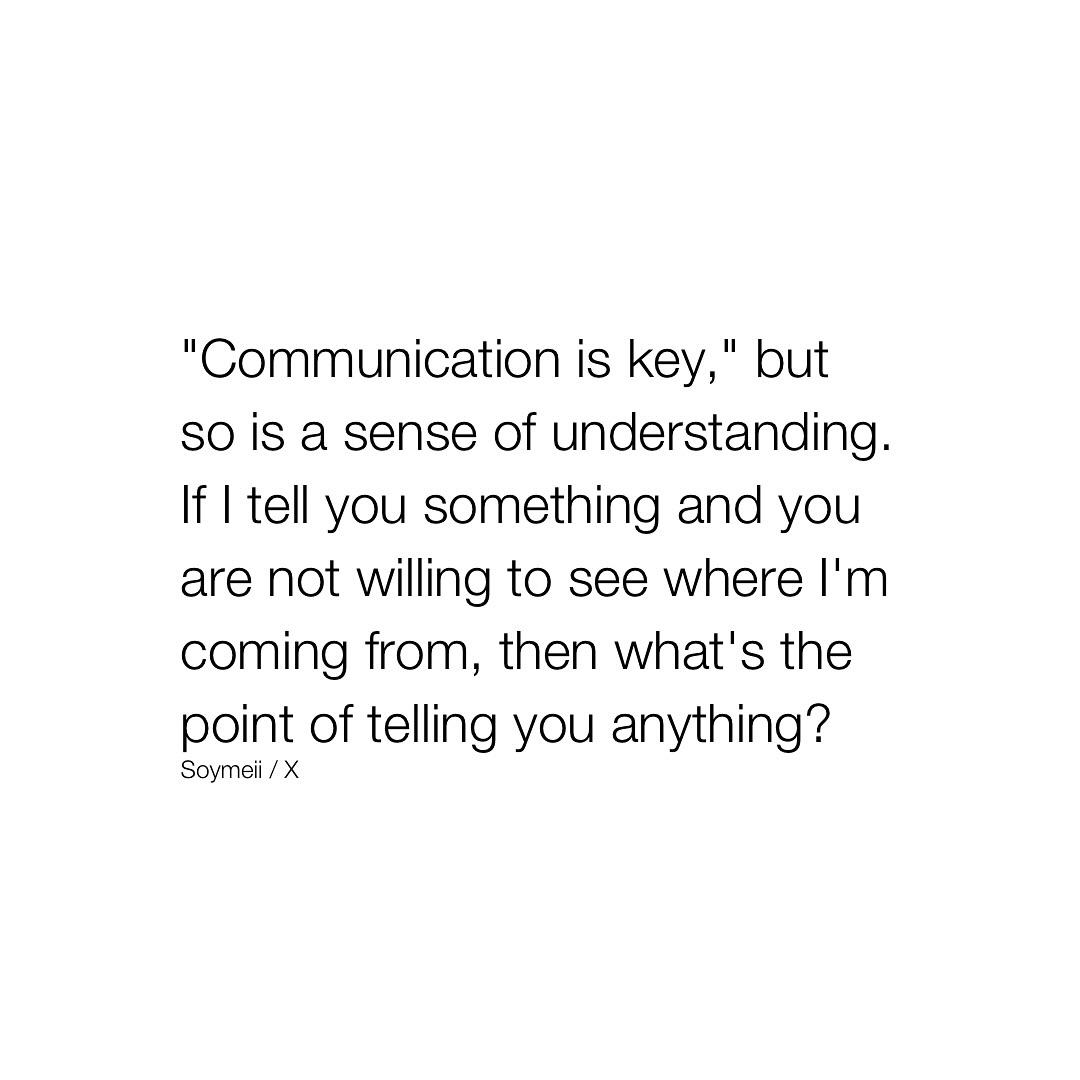 "Communication is key," but
so is a sense of understanding.
If I tell you something and you
are not willing to see where I'm
coming from, then what's the
point of telling you anything?
Soymeii / X